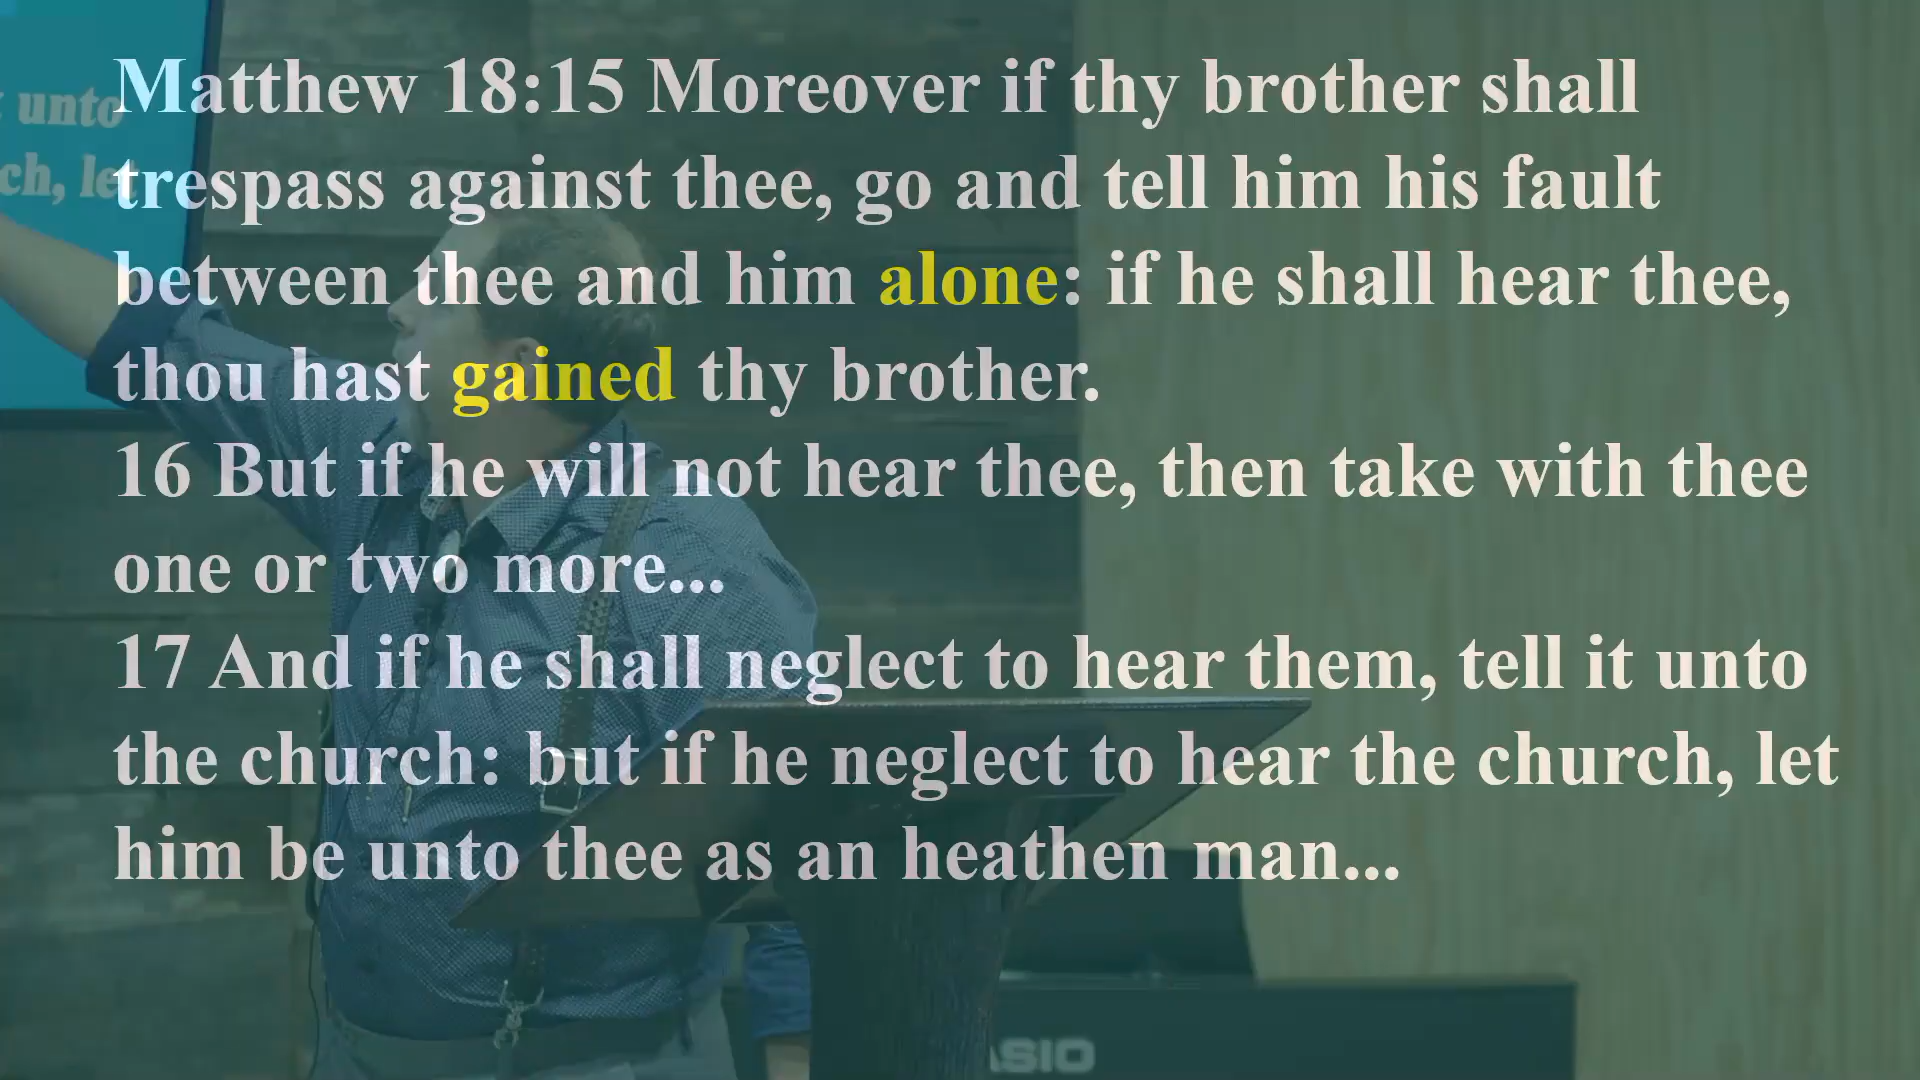 Matthew 18:15 Moreover if thy brother shall
trespass against thee, go and tell him his fault
between thee and him alone: if he shall hear thee,
thou hast gained thy brother.
16 But if he will not hear thee, then take with thee
one or two more...
17 And if he shall neglect to hear them, tell it unto
the church: but if he neglect to hear the church, let
him be unto thee as an heathen man...
unto
ch, let
ASIO